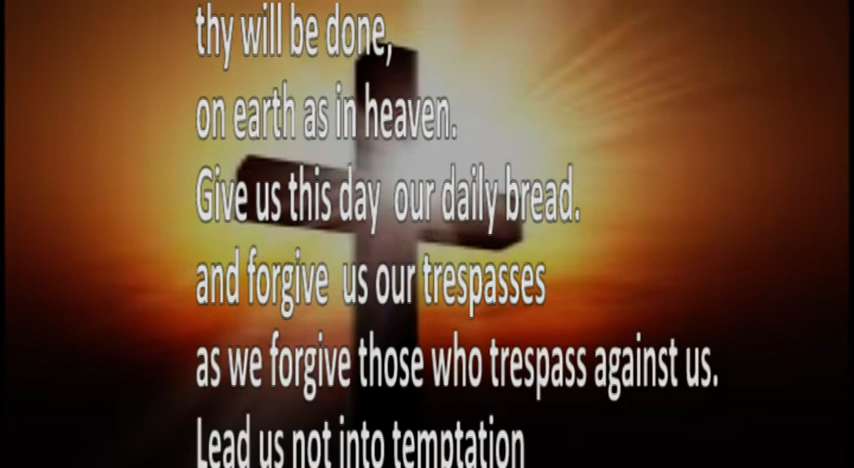 thy will be done,
on earth as in heaven.
Give us this day our daily bread.
and forgive us our trespasses
as we forgive those who trespass against us.
Lead us not into temptation